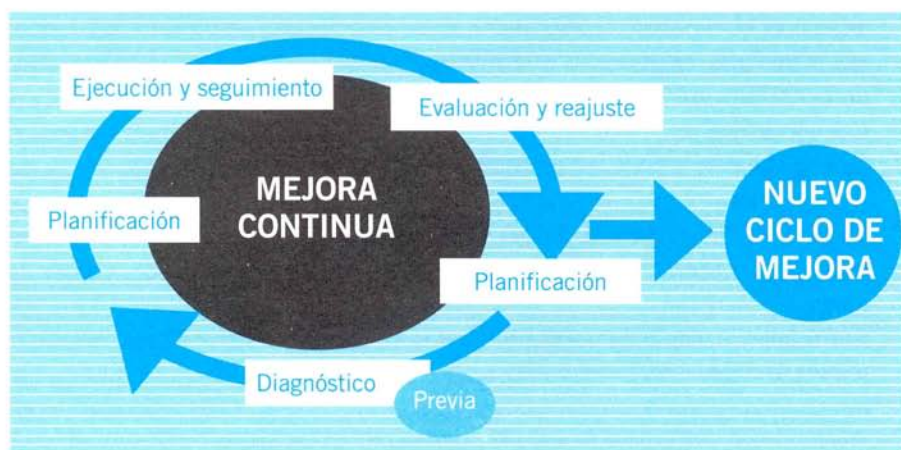 Ejecución y seguimiento
Evaluación y reajuste
MEJORA
CONTINUA
Planificación
NUEVO
CICLO DE
MEJORA
Planificación
Diagnóstico
Previa